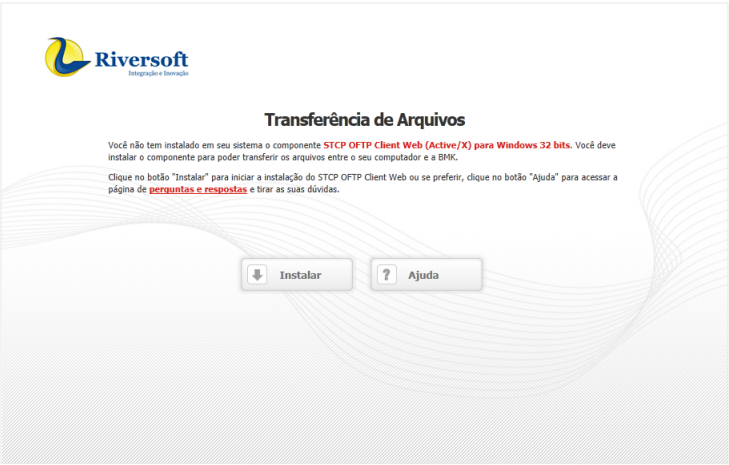 Riversoft
Integração e Inovação
Transferência de Arquivos
Você não tem instalado em seu sistema o componente STCP OFTP Client Web (Active/X) para Windows 32 bits. Você deve
instalar o componente para poder transferir os arquivos entre o seu computador e a BMK.
Clique no botão "Instalar" para iniciar a instalação do STCP OFTP Client Web ou se preferir, clique no botão "Ajuda" para acessar a
página de perguntas e respostas e tirar as suas dúvidas.
Instalar
? Ajuda